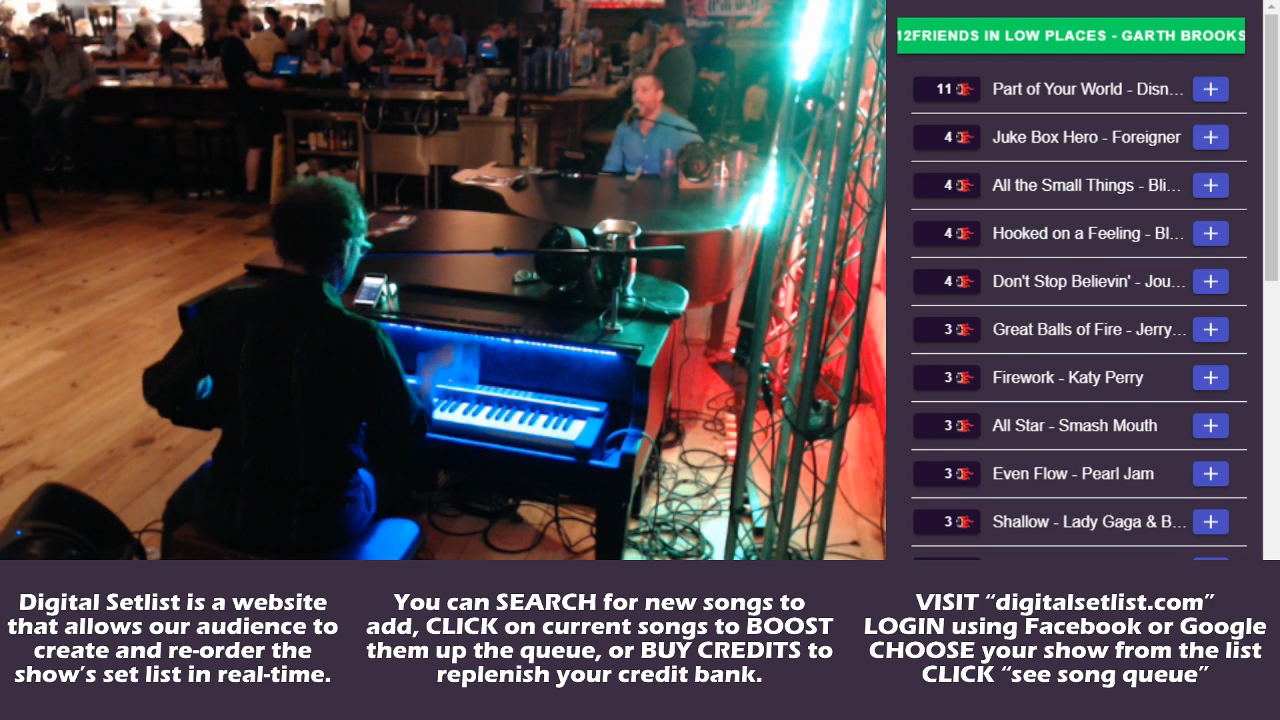 12FRIENDS IN LOW PLACES - GARTH BROOKS
11 Part of Your World - Disn...
4 Juke Box Hero - Foreigner
4 All the Small Things - Bli...
4 Hooked on a Feeling - Bl...
4 Don't Stop Believin' - Jou...
3 Great Balls of Fire - Jerry...
3 Firework - Katy Perry
3 All Star - Smash Mouth
3 Even Flow - Pearl Jam
3 Shallow - Lady Gaga & B...
Digital Setlist is a website
that allows our audience to
create and re-order the
show's set list in real-time.
You can SEARCH for new songs to
add, CLICK on current songs to BOOST
them up the queue, or BUY CREDITS to
replenish your credit bank.
VISIT “digitalsetlist.com”
LOGIN using Facebook or Google
CHOOSE your show from the list
CLICK “see song queue”